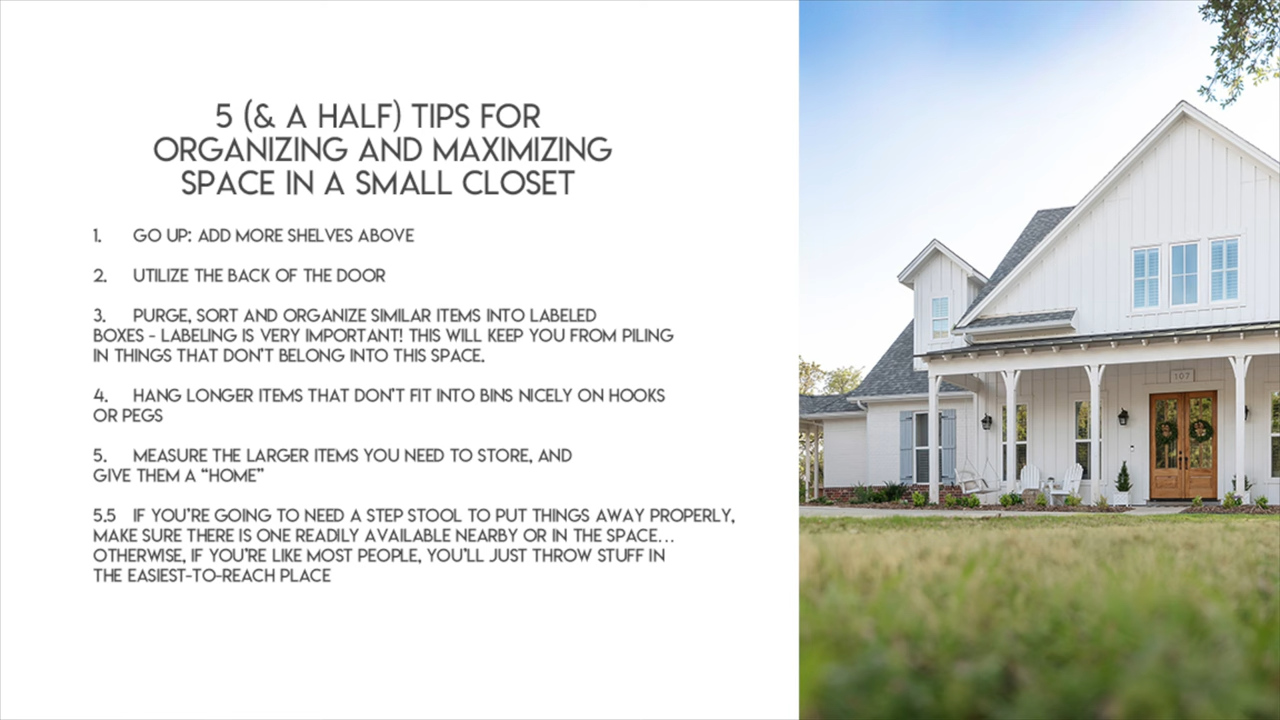 5 (& A HALF) TIPS FOR
ORGANIZING AND MAXIMIZING
SPACE IN A SMALL CLOSET
1. GO UP: ADD MORE SHELVES ABOVE
2. UTILIZE THE BACK OF THE DOOR
3. PURGE, SORT AND ORGANIZE SIMILAR ITEMS INTO LABELED
BOXES - LABELING IS VERY IMPORTANT! THIS WILL KEEP YOU FROM PILING
IN THINGS THAT DON'T BELONG INTO THIS SPACE.
4. HANG LONGER ITEMS THAT DON'T FIT INTO BINS NICELY ON HOOKS
OR PEGS
5. MEASURE THE LARGER ITEMS YOU NEED TO STORE, AND
GIVE THEM A “HOME”
5.5 IF YOU'RE GOING TO NEED A STEP STOOL TO PUT THINGS AWAY PROPERLY,
MAKE SURE THERE IS ONE READILY AVAILABLE NEARBY OR IN THE SPACE...
OTHERWISE, IF YOU'RE LIKE MOST PEOPLE, YOU'LL JUST THROW STUFF IN
THE EASIEST-TO-REACH PLACE
107